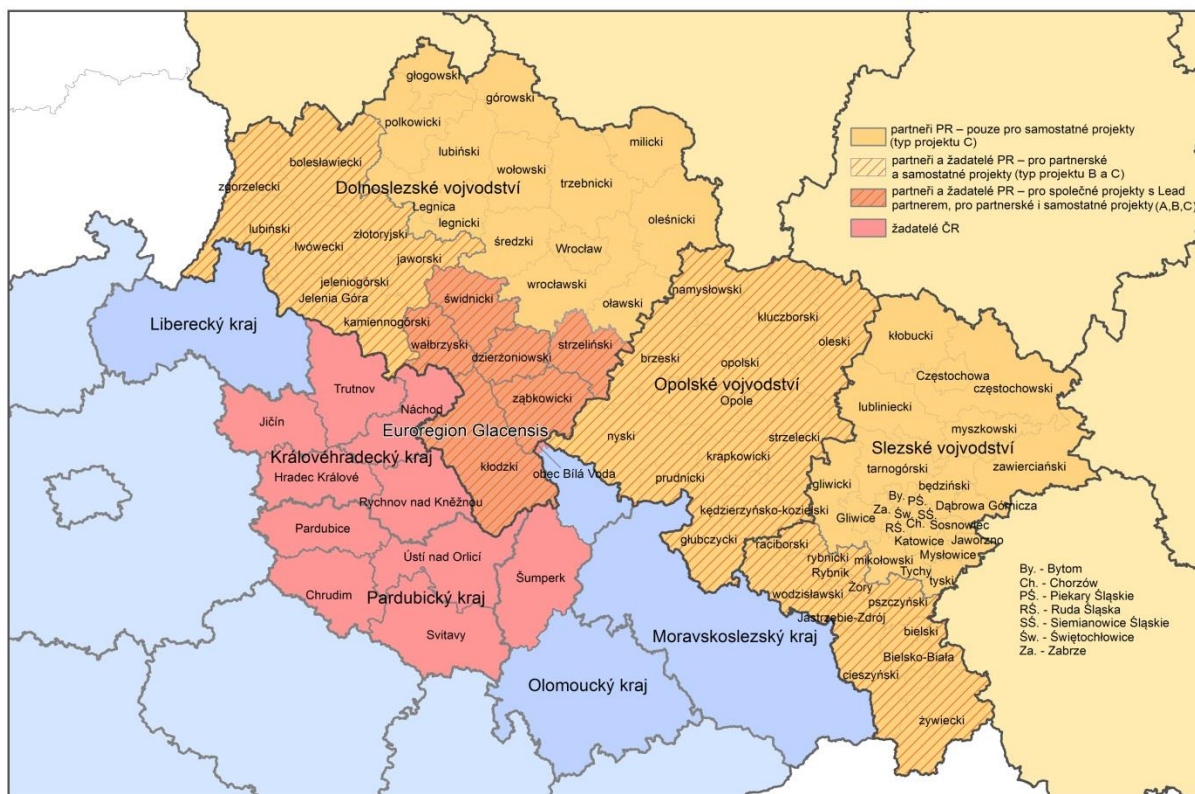 głogowski
górowski
polkowicki
milicki
lubiński
bolesławiecki
wołowski
trzebnicki
zgorzelecki
Dolnoslezské vojvodství
Legnica
legnicki
oleśnicki
lubiński
złotoryjski
średzki
Wrocław
lwówecki
jaworski
jeleniogórski
wrocławski
namysłowski
Jelenia Góra
świdnicki
oławski
kluczborski
kamiennogórski
Liberecký kraj
wałbrzyski
dzierżoniowski
strzeliński
oleski
kłobucki
brzeski
opolski
Trutnov
Opolské vojvodství
Częstochowa
częstochowski
Opole
ząbkowicki
Náchod
lubliniecki
Jičín
Euroregion Glacensis
nyski
strzelecki
myszkowski
Slezské vojvodství
Královéhradecký kraj
krapkowicki
kłodzki
obec Bílá Voda
prudnicki
tarnogórski
zawierciański
Hradec Králové
gliwicki
będziński
Rychnov nad Kněžnou
kędzierzyńsko-kozielski
By.
PŚ.
Dąbrowa Górnicza
Za.
Św.
SŚ.
Gliwice
RŚ.
Ch.
Sosnowiec
Pardubice
głubczycki
raciborski
Katowice
Jaworzno
Ústí nad Orlicí
rybnicki
mikołowski
Mysłowice
Rybnik
Tychy
Šumperk
Żory
tyski
Chrudim
Pardubický kraj
wodzisławski
pszczyński
Jastrzebie-Zdrój
Svitavy
Moravskoslezský kraj
bielski
Bielsko-Biała
cieszyński
Olomoucký kraj
żywiecki
partneři PR – pouze pro samostatné projekty
(typ projektu C)
partneři a žadatelé PR – pro partnerské
a samostatné projekty (typ projektu B a C)
partneři a žadatelé PR – pro společné projekty s Lead
partnerem, pro partnerské i samostatné projekty (A,B,C)
žadatelé ČR
By. - Bytom
Ch. - Chorzów
PŚ. - Piekary Śląskie
RŚ. - Ruda Śląska
SŚ. - Siemianowice Śląskie
Św. - Świętochłowice
Za. - Zabrze